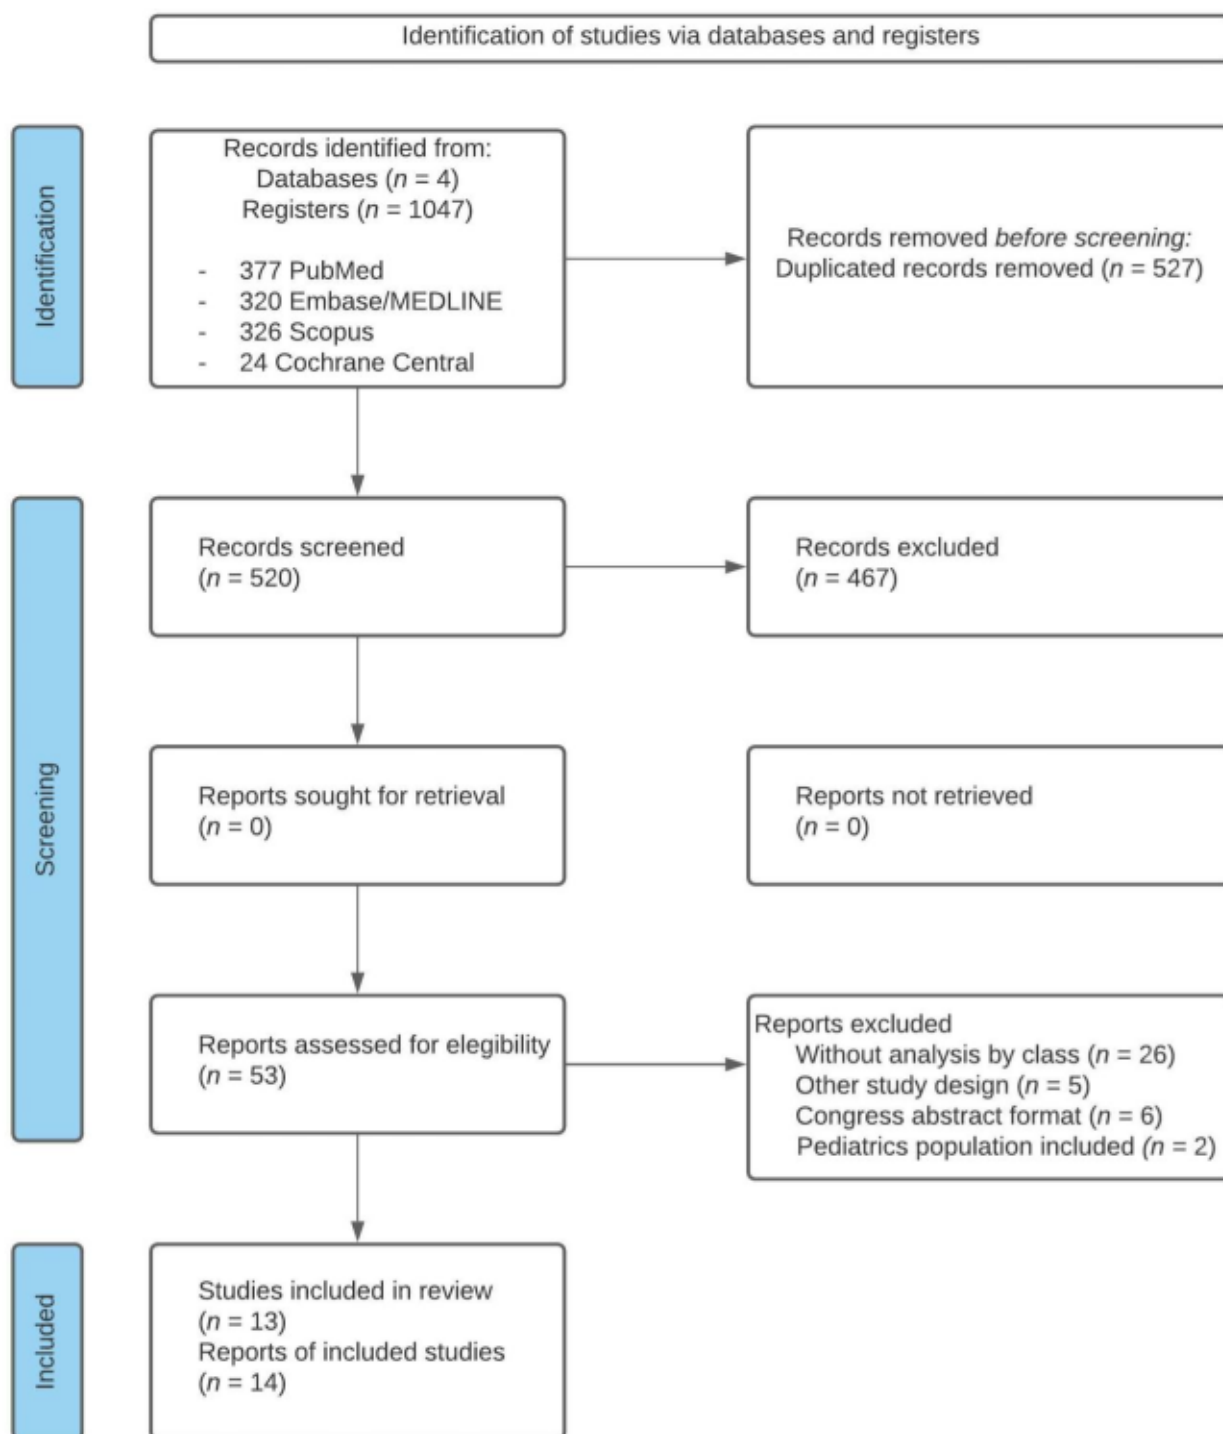 Identification of studies via databases and registers
Identification
Records identified from:
Databases (n = 4)
Registers (n = 1047)
- 377 PubMed
- 320 Embase/MEDLINE
- 326 Scopus
- 24 Cochrane Central
Records removed before screening:
Duplicated records removed (n = 527)
Screening
Records screened
(n = 520)
Records excluded
(n = 467)
Reports sought for retrieval
(n = 0)
Reports not retrieved
(n = 0)
Reports assessed for elegibility
(n = 53)
Reports excluded
Without analysis by class (n = 26)
Other study design (n = 5)
Congress abstract format (n = 6)
Pediatrics population included (n = 2)
Included
Studies included in review
(n = 13)
Reports of included studies
(n = 14)